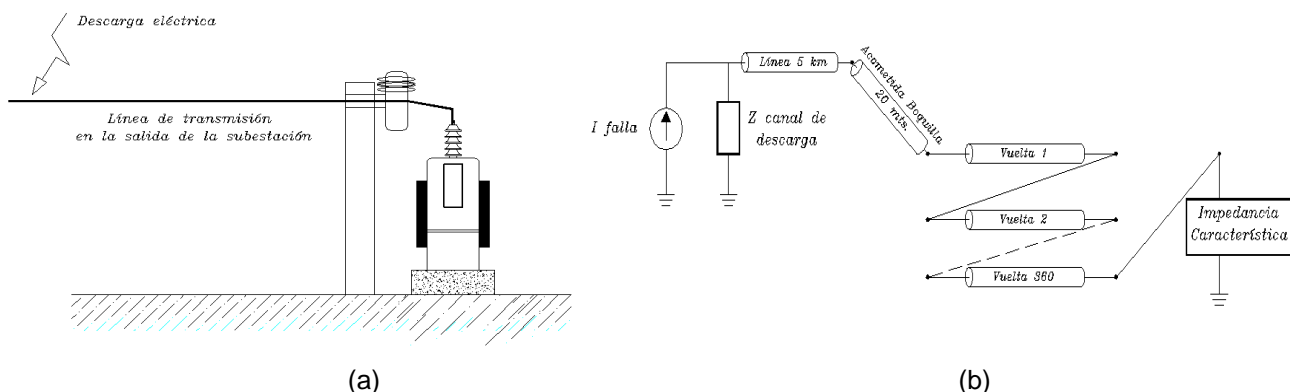 Descarga eléctrica
Línea de transmisión
en la salida de la subestación
(a)
I falla
Z canal de
descarga
Línea 5 km
Acometida Boquilla
20 mts.
Vuelta 1
Vuelta 2
Vuelta 360
Impedancia
Característica
(b)